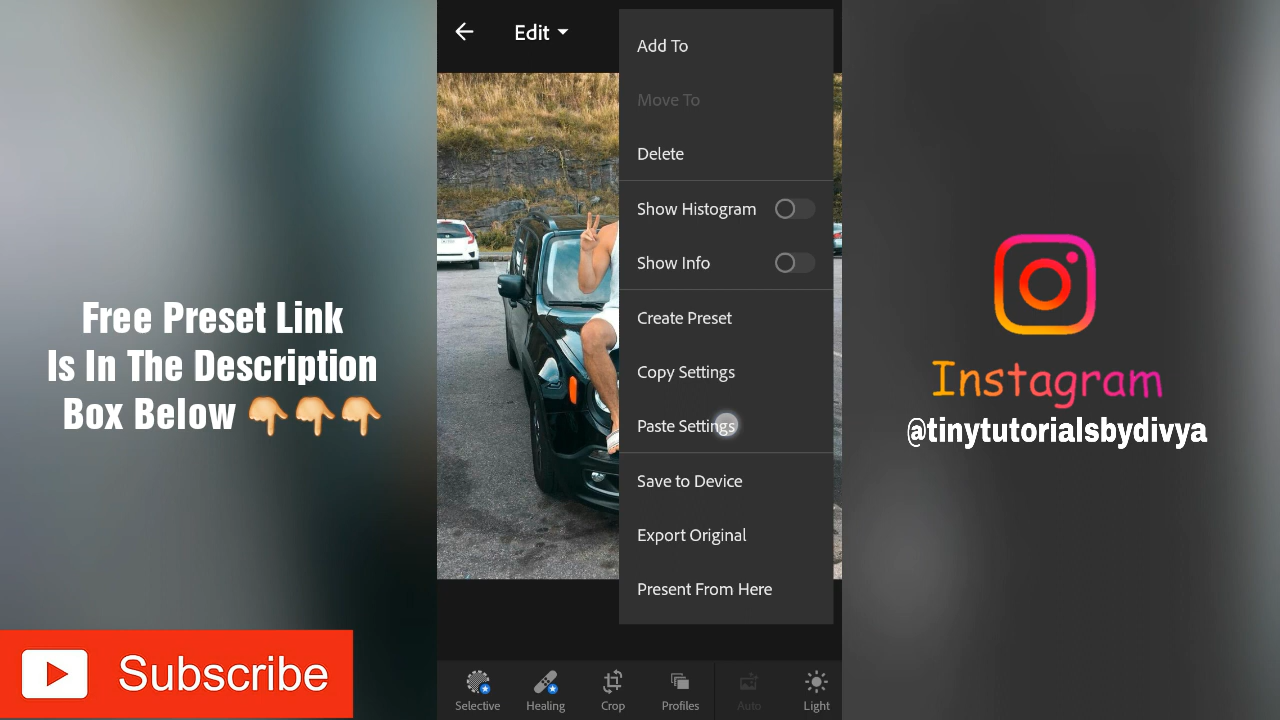 Free Preset Link
Is In The Description
Box Below 👇🏼👇🏼👇🏼
Subscribe
Edit
Add To
Move To
Delete
Show Histogram
Show Info
Create Preset
Copy Settings
Paste Settings
Save to Device
Export Original
Present From Here
Selective
Healing
Crop
Profiles
Auto
Light
Instagram
@tinytutorialsbydivya